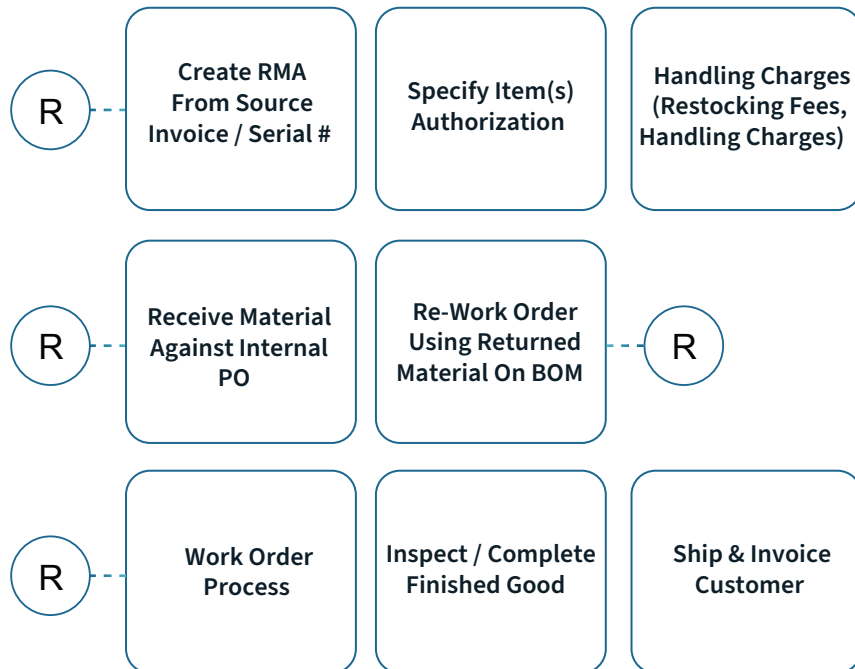 R
Create RMA
From Source
Invoice / Serial #
Specify Item(s)
Authorization
Handling Charges
(Restocking Fees,
Handling Charges)
R
Receive Material
Against Internal
PO
Re-Work Order
Using Returned
Material On BOM
R
R
Work Order
Process
Inspect / Complete
Finished Good
Ship & Invoice
Customer